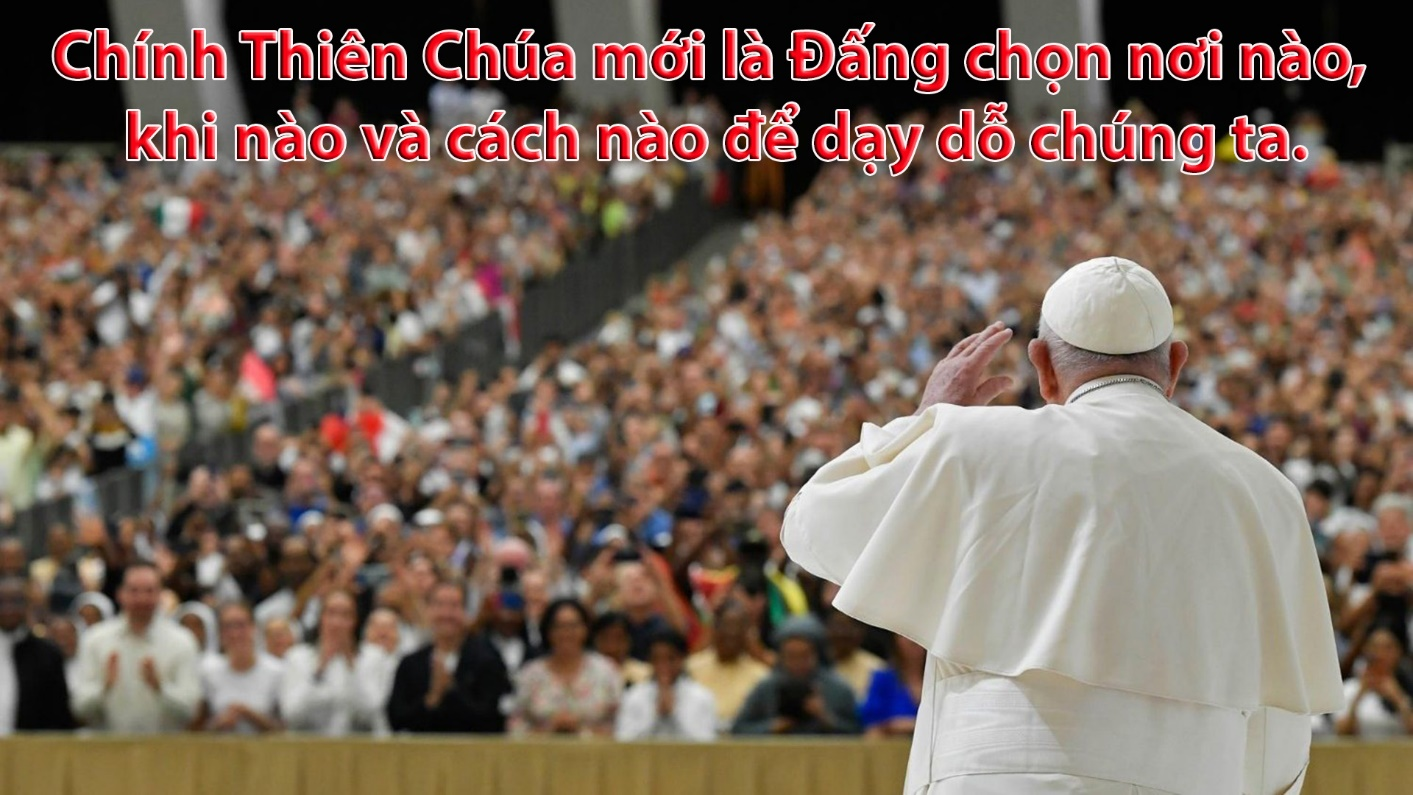 Chính Thiên Chúa mới là Đấng chọn nơi nào,
khi nào và cách nào để dạy dỗ chúng ta.